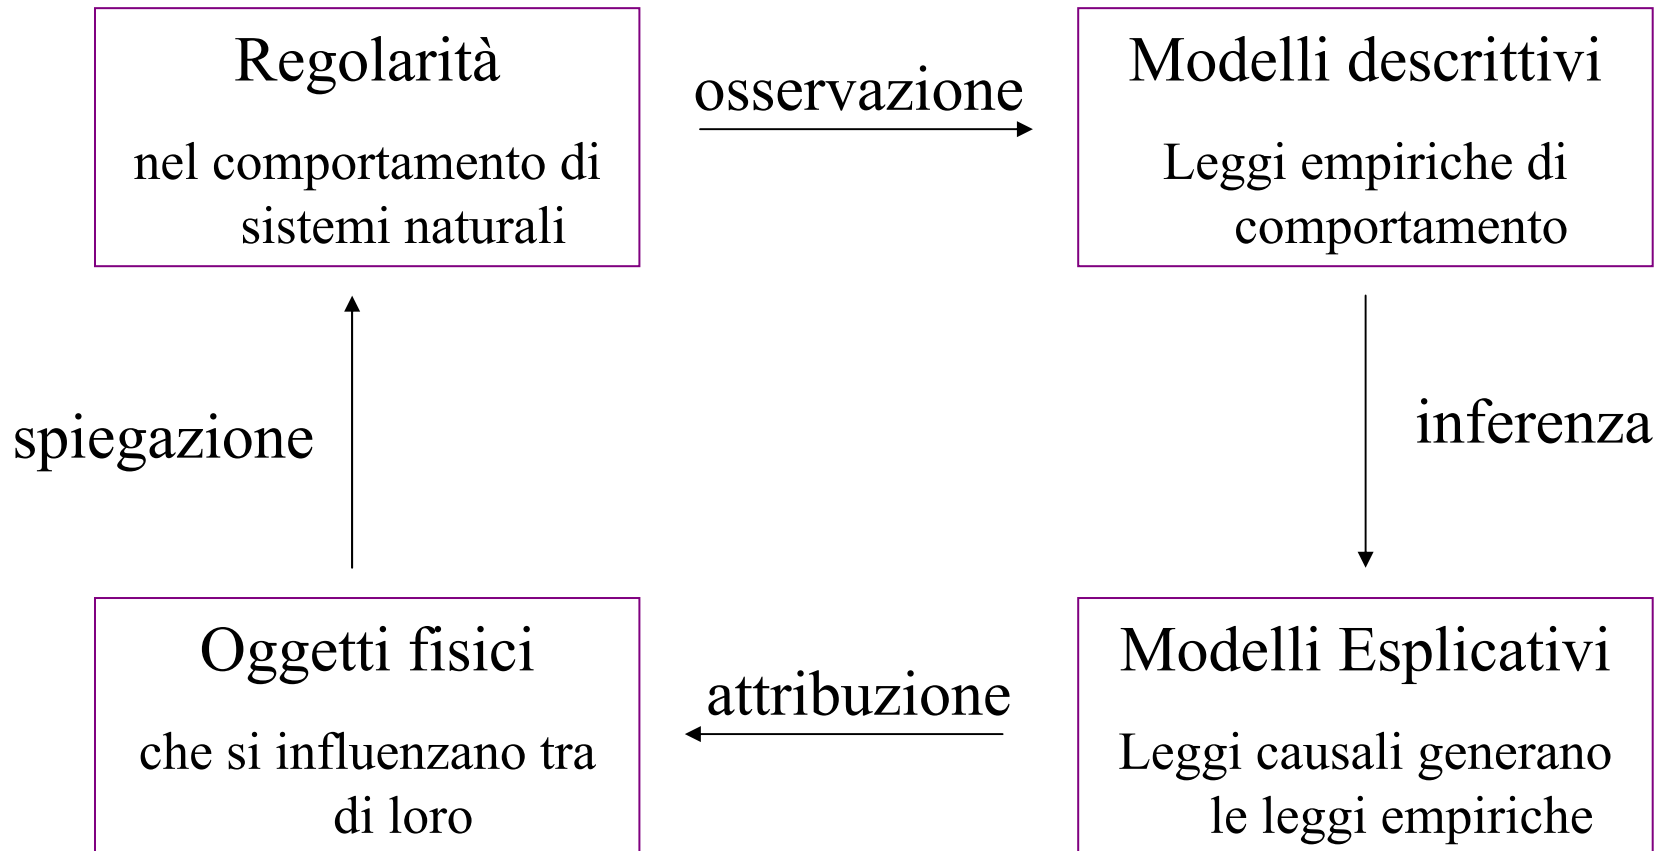 Regolarità
nel comportamento di
sistemi naturali
osservazione
Modelli descrittivi
Leggi empiriche di
comportamento
spiegazione
inferenza
Oggetti fisici
che si influenzano tra
di loro
attribuzione
Modelli Esplicativi
Leggi causali generano
le leggi empiriche